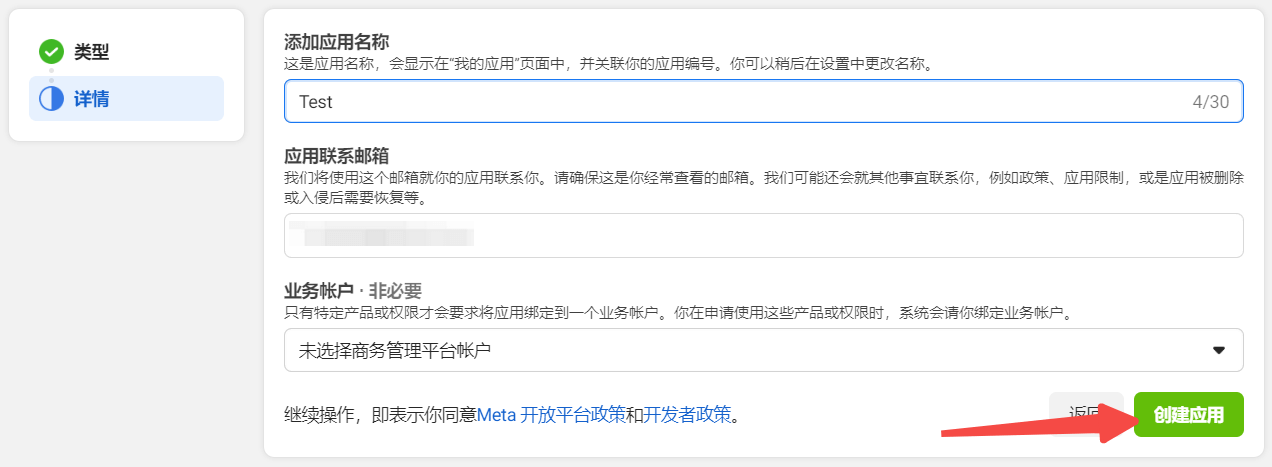 类型
详情
添加应用名称
这是应用名称，会显示在“我的应用”页面中，并关联你的应用编号。你可以稍后在设置中更改名称。
Test
4/30
应用联系邮箱
我们将使用这个邮箱就你的应用联系你。请确保这是你经常查看的邮箱。我们可能还会就其他事宜联系你，例如政策、应用限制，或是应用被删除
或入侵后需要恢复等。
业务帐户 · 非必要
只有特定产品或权限才会要求将应用绑定到一个业务帐户。你在申请使用这些产品或权限时，系统会请你绑定业务帐户。
未选择商务管理平台帐户
继续操作，即表示你同意Meta 开放平台政策和开发者政策。
返回
创建应用